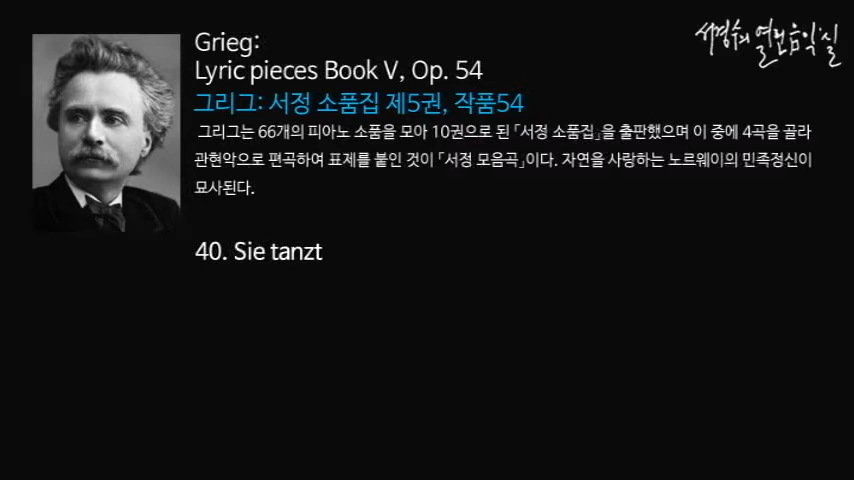 서경수의 열린음악실
Grieg:
Lyric pieces Book V, Op. 54
그리그: 서정 소품집 제5권, 작품54
그리그는 66개의 피아노 소품을 모아 10권으로 된 「서정 소품집」을 출판했으며 이 중에 4곡을 골라
관현악으로 편곡하여 표제를 붙인 것이 「서정 모음곡」이다. 자연을 사랑하는 노르웨이의 민족정신이
묘사된다.
40. Sie tanzt